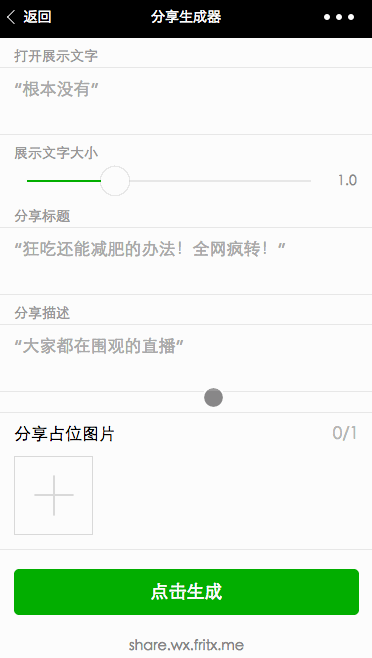 返回 分享生成器
打开展示文字
“根本没有”
展示文字大小
1.0
分享标题
“狂吃还能减肥的办法！全网疯转！”
分享描述
“大家都在围观的直播”
分享占位图片 0/1
点击生成
share.wx.fritx.me